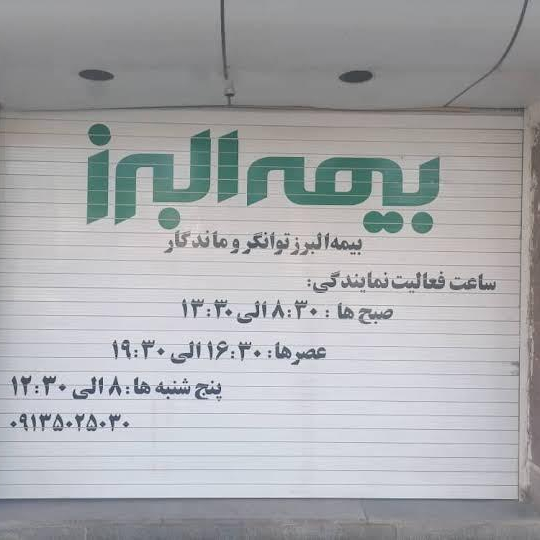 بیمه البرز
بیمه البرز توانگر و ماندگار
ساعت فعالیت نمایندگی:
صبح ها : ۸:۳۰ الی ۱۳:۳۰
عصرها: ۱۶:۳۰ الی ۱۹:۳۰
پنج شنبه ها: ۸ الی ۱۲:۳۰
۰۹۱۳۵۰۲۵۰۳۰